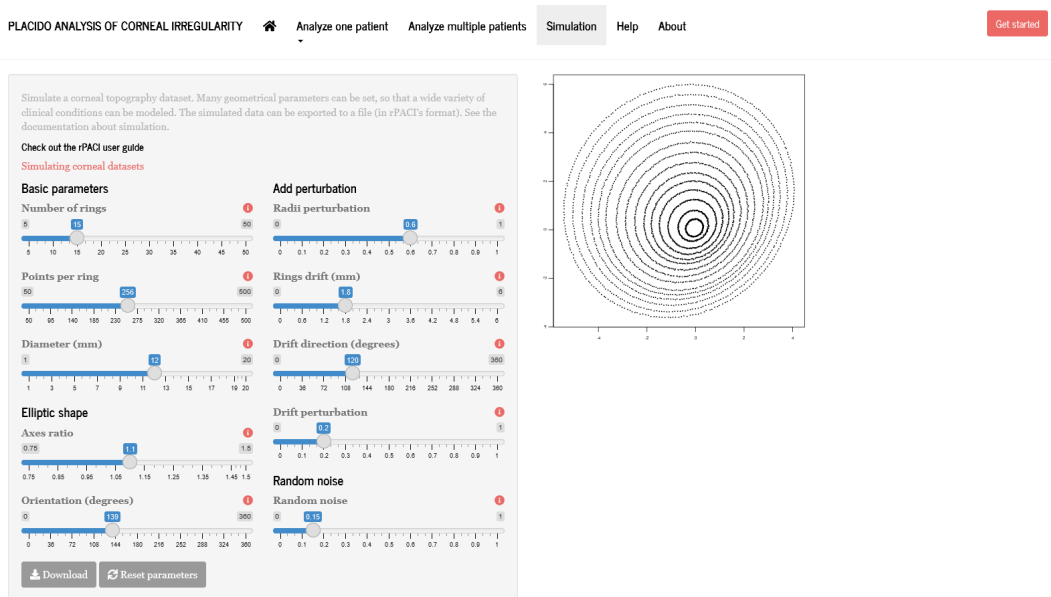 PLACIDO ANALYSIS OF CORNEAL IRREGULARITY Analyze one patient Analyze multiple patients Simulation Help About Get started
Simulate a corneal topography dataset. Many geometrical parameters can be set, so that a wide variety of
clinical conditions can be modeled. The simulated data can be exported to a file (in rPACI's format). See the
documentation about simulation.
Check out the rPACI user guide
Simulating corneal datasets
Basic parameters
Number of rings
5 15 50
5 10 15 20 25 30 35 40 45 50
Points per ring
50 256 500
50 95 140 185 230 275 320 365 410 455 500
Diameter (mm)
1 12 20
1 3 5 7 9 11 13 15 17 19 20
Elliptic shape
Axes ratio
0.75 1.1 1.5
0.75 0.85 0.95 1.05 1.15 1.25 1.35 1.45 1.5
Orientation (degrees)
0 139 360
0 36 72 108 144 180 216 252 288 324 360
Download Reset parameters
Add perturbation
Radii perturbation
0 0.6 1
0 0.1 0.2 0.3 0.4 0.5 0.6 0.7 0.8 0.9 1
Rings drift (mm)
0 1.8 6
0 0.6 1.2 1.8 2.4 3 3.6 4.2 4.8 5.4 6
Drift direction (degrees)
0 120 360
0 36 72 108 144 180 216 252 288 324 360
Drift perturbation
0 0.2 1
0 0.1 0.2 0.3 0.4 0.5 0.6 0.7 0.8 0.9 1
Random noise
Random noise
0 0.15 1
0 0.1 0.2 0.3 0.4 0.5 0.6 0.7 0.8 0.9 1